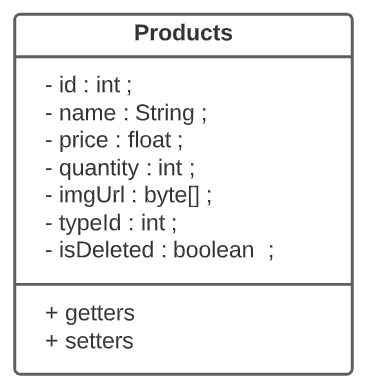 Products
- id : int ;
- name : String ;
- price : float ;
- quantity : int ;
- imgUrl : byte[] ;
- typeId : int ;
- isDeleted : boolean  ;
+ getters
+ setters